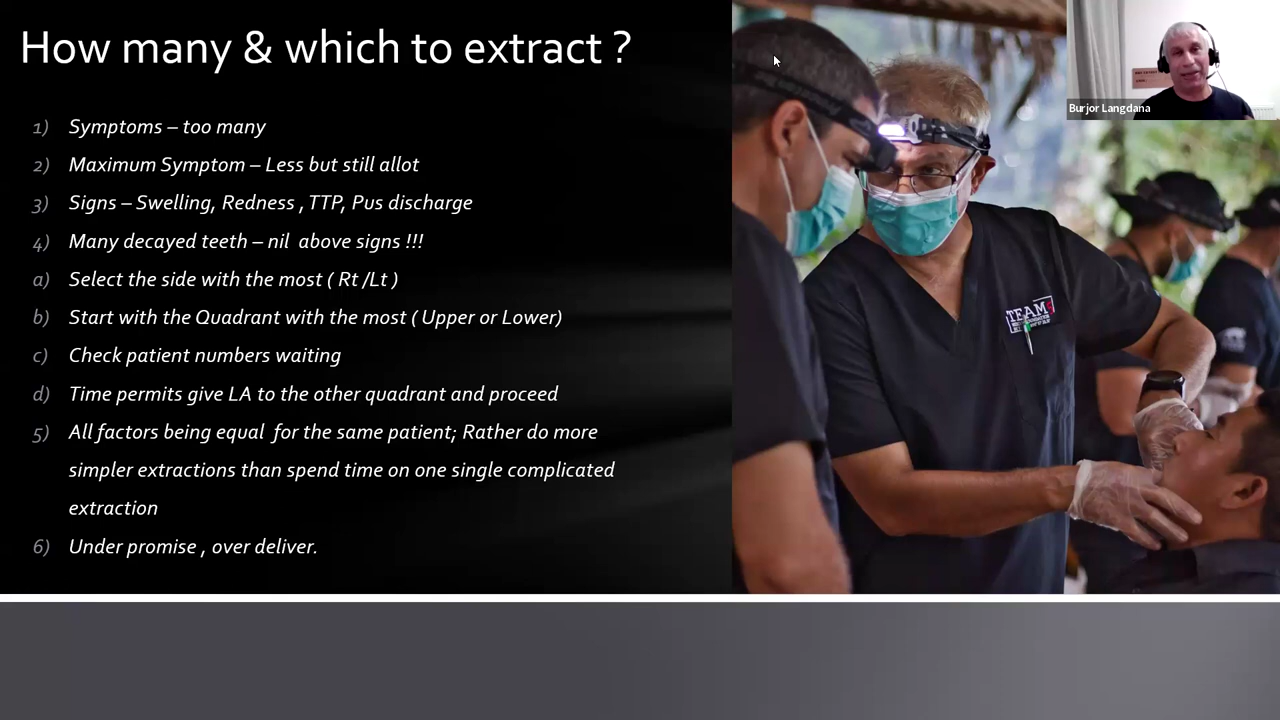 How many & which to extract ?
1) Symptoms – too many
2) Maximum Symptom – Less but still allot
3) Signs – Swelling, Redness , TTP, Pus discharge
4) Many decayed teeth – nil above signs !!!
a) Select the side with the most ( Rt /Lt )
b) Start with the Quadrant with the most ( Upper or Lower)
c) Check patient numbers waiting
d) Time permits give LA to the other quadrant and proceed
5) All factors being equal for the same patient; Rather do more
simpler extractions than spend time on one single complicated
extraction
6) Under promise , over deliver.
Burjor Langdana
TEAM